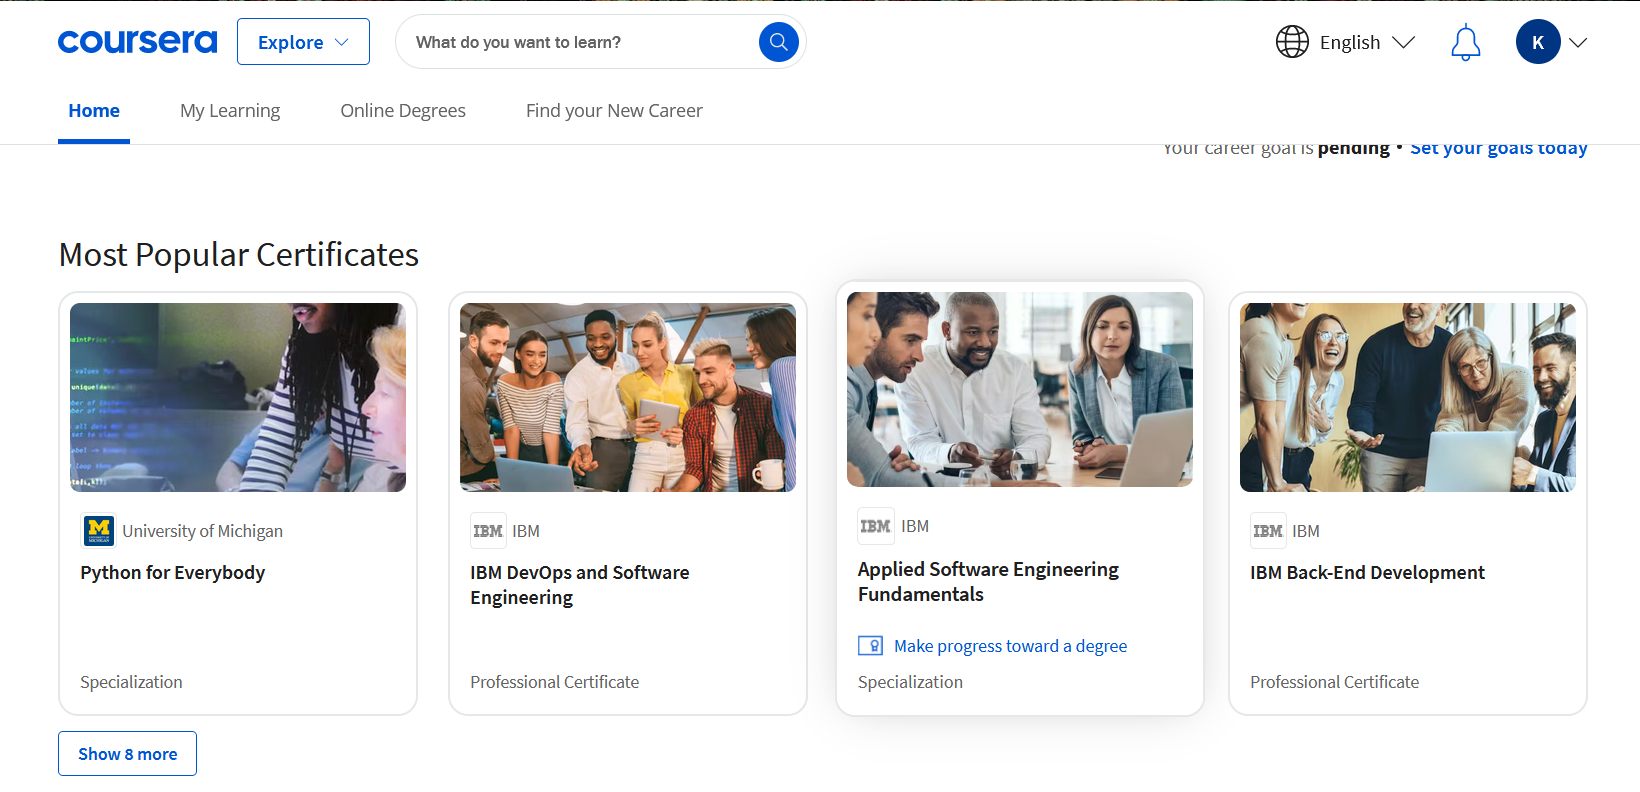 coursera
Explore
What do you want to learn?
English
K
Home
My Learning
Online Degrees
Find your New Career
Your career goal is pending • Set your goals today
Most Popular Certificates
University of Michigan
Python for Everybody
Specialization
IBM
IBM
IBM DevOps and Software
Engineering
Professional Certificate
IBM
IBM
Applied Software Engineering
Fundamentals
Make progress toward a degree
Specialization
IBM
IBM
IBM Back-End Development
Professional Certificate
Show 8 more